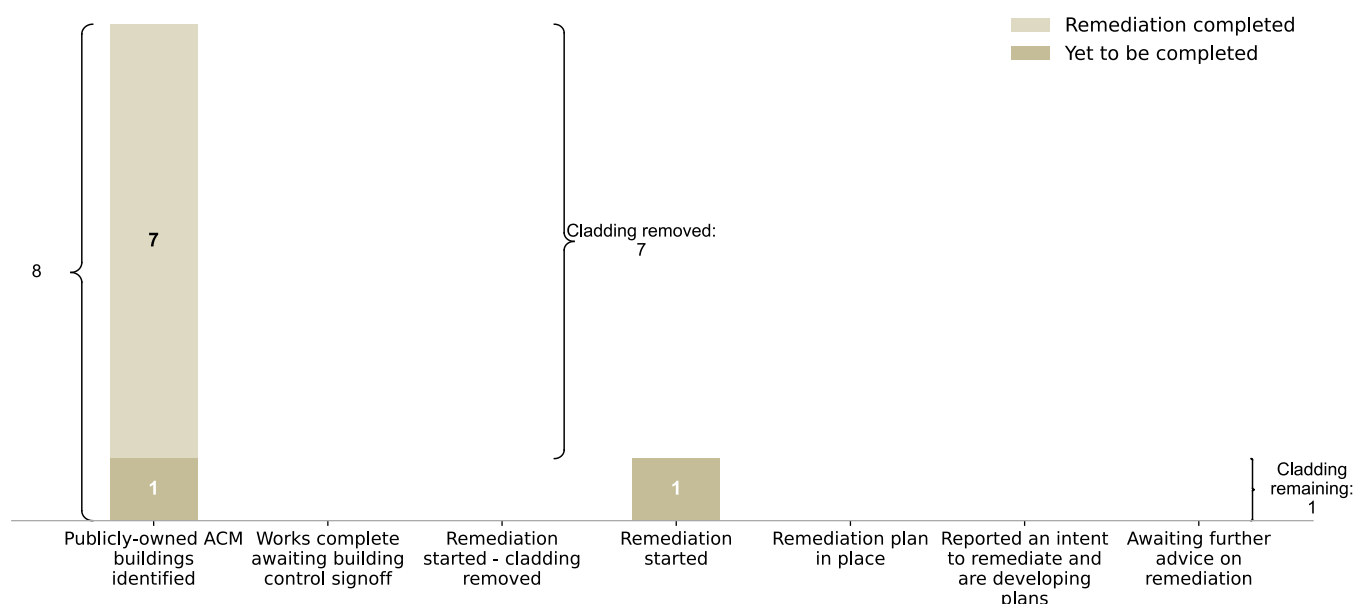 Remediation completed
Yet to be completed
7
8
Cladding removed:
7
1
1
Cladding
remaining:
1
Publicly-owned ACM
buildings
identified
Works complete
awaiting building
control signoff
Remediation
started - cladding
removed
Remediation
started
Remediation plan
in place
Reported an intent
to remediate and
are developing
plans
Awaiting further
advice on
remediation